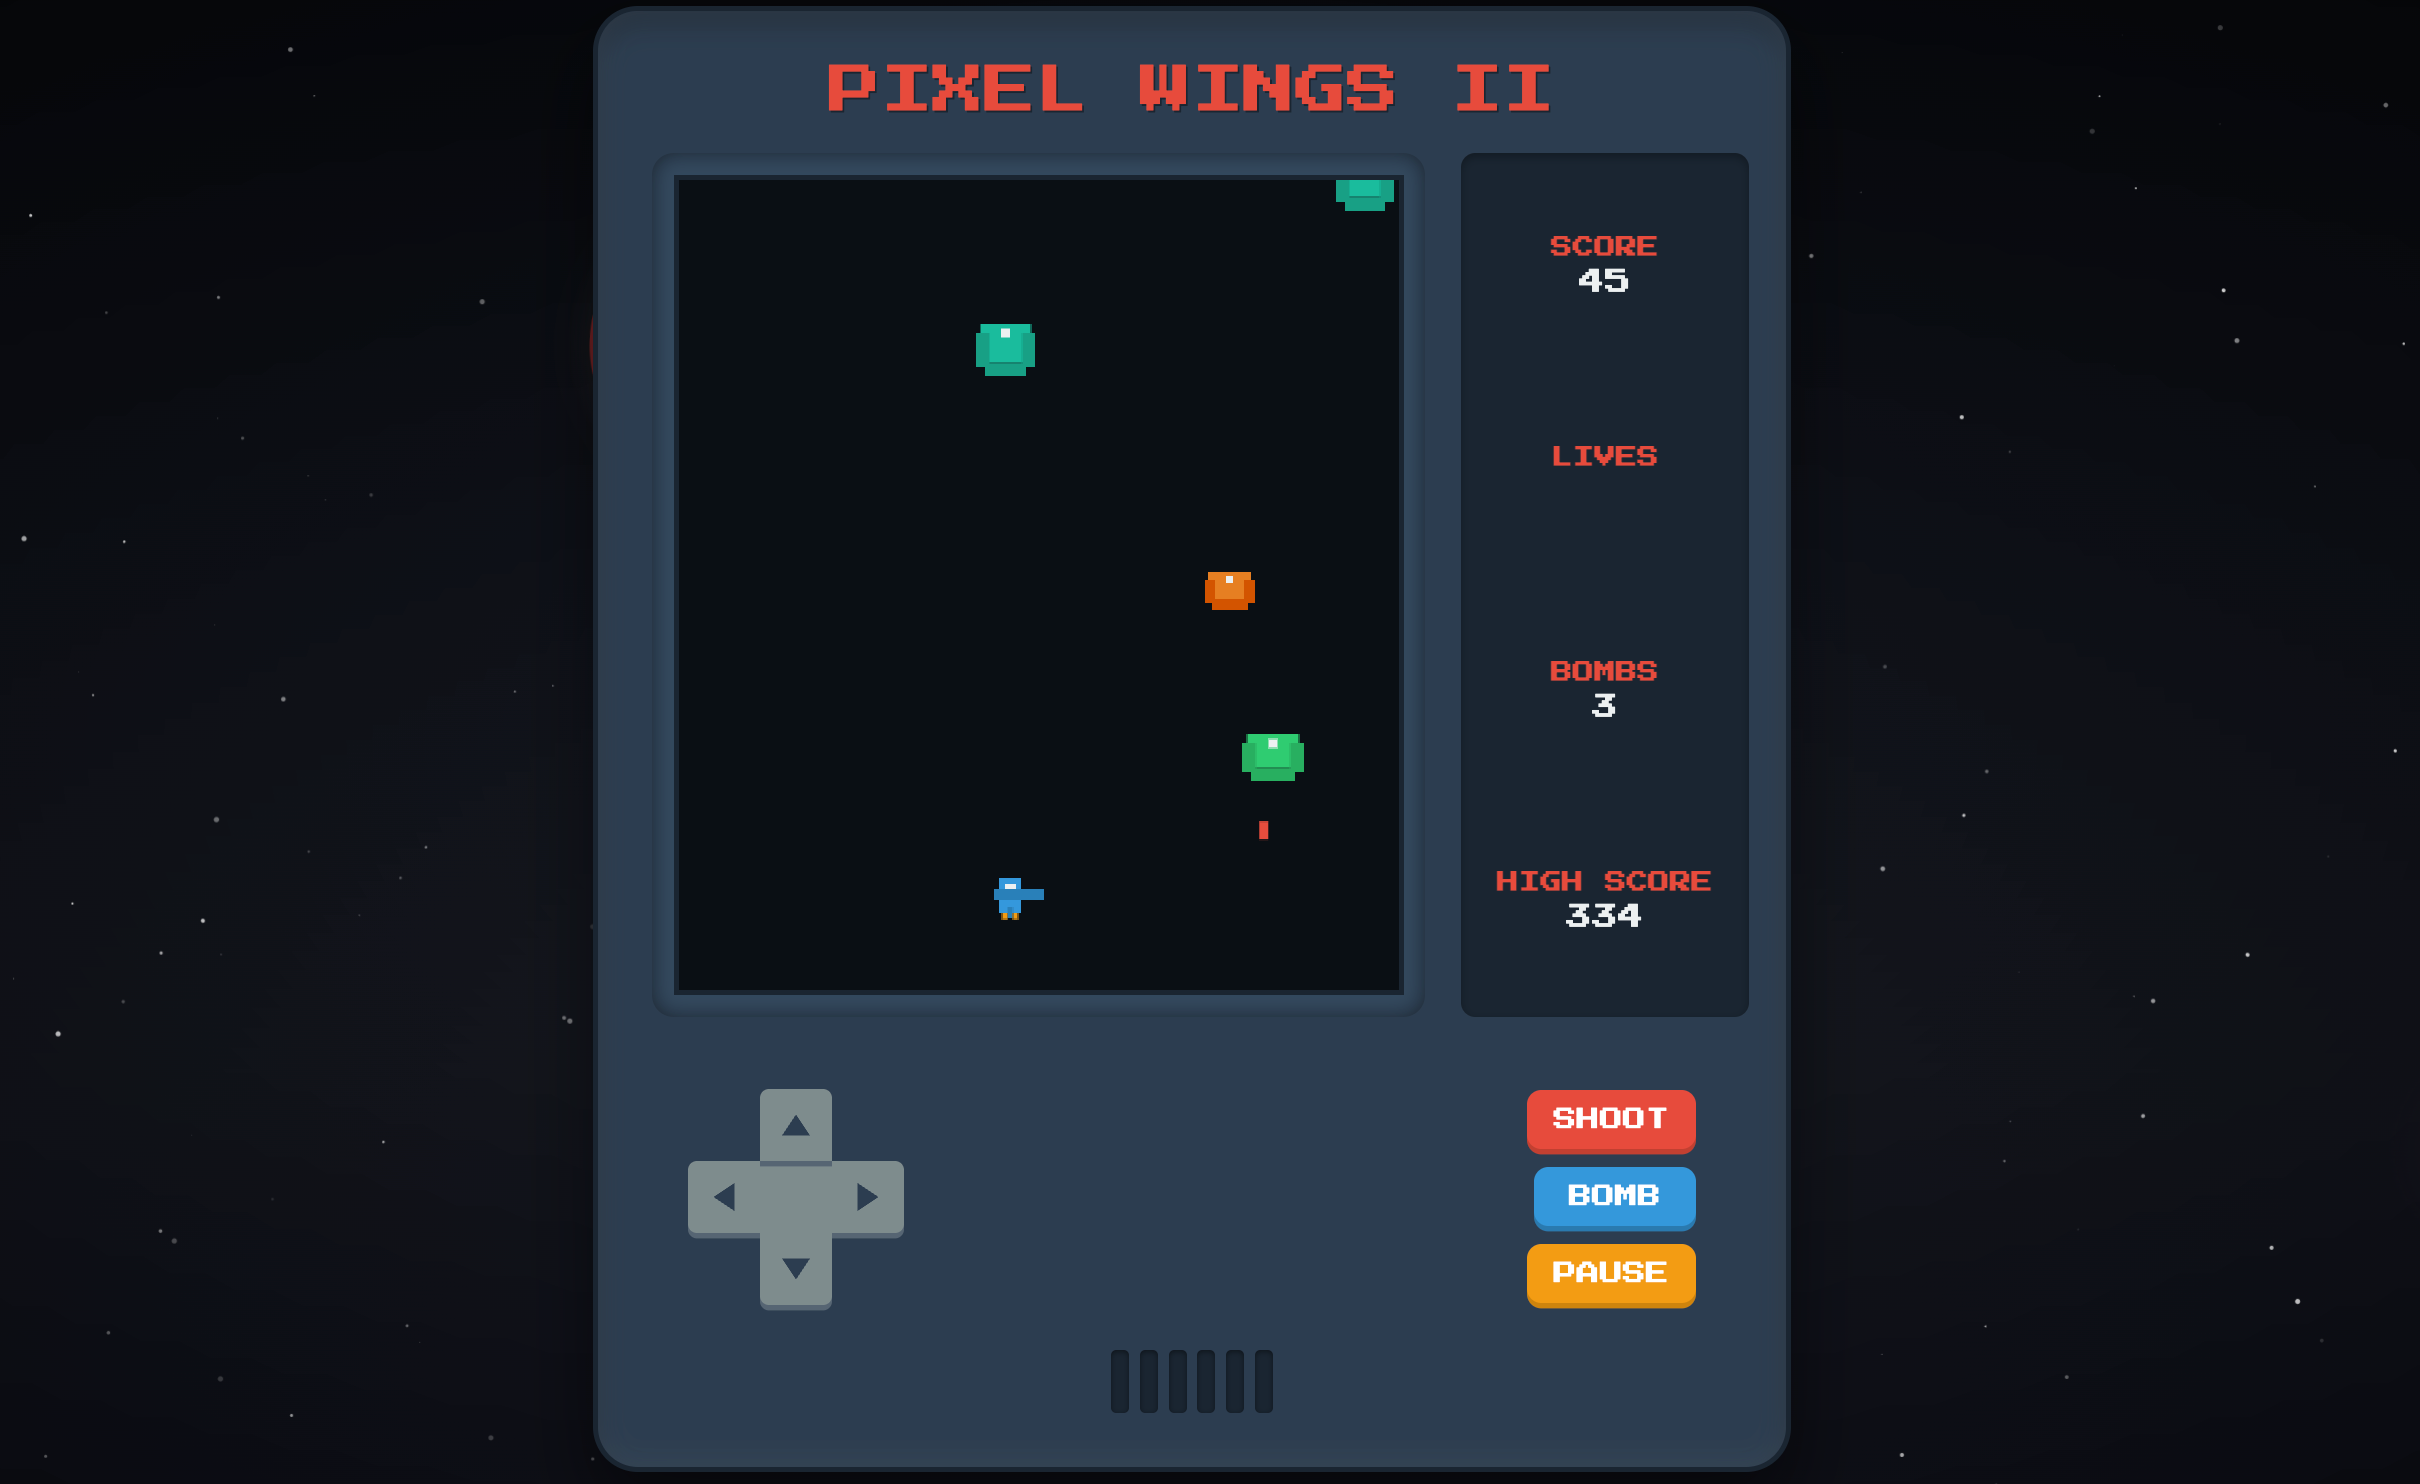 PIXEL WINGS II
SCORE
45
LIVES
BOMBS
3
HIGH SCORE
334
SHOOT
BOMB
PAUSE